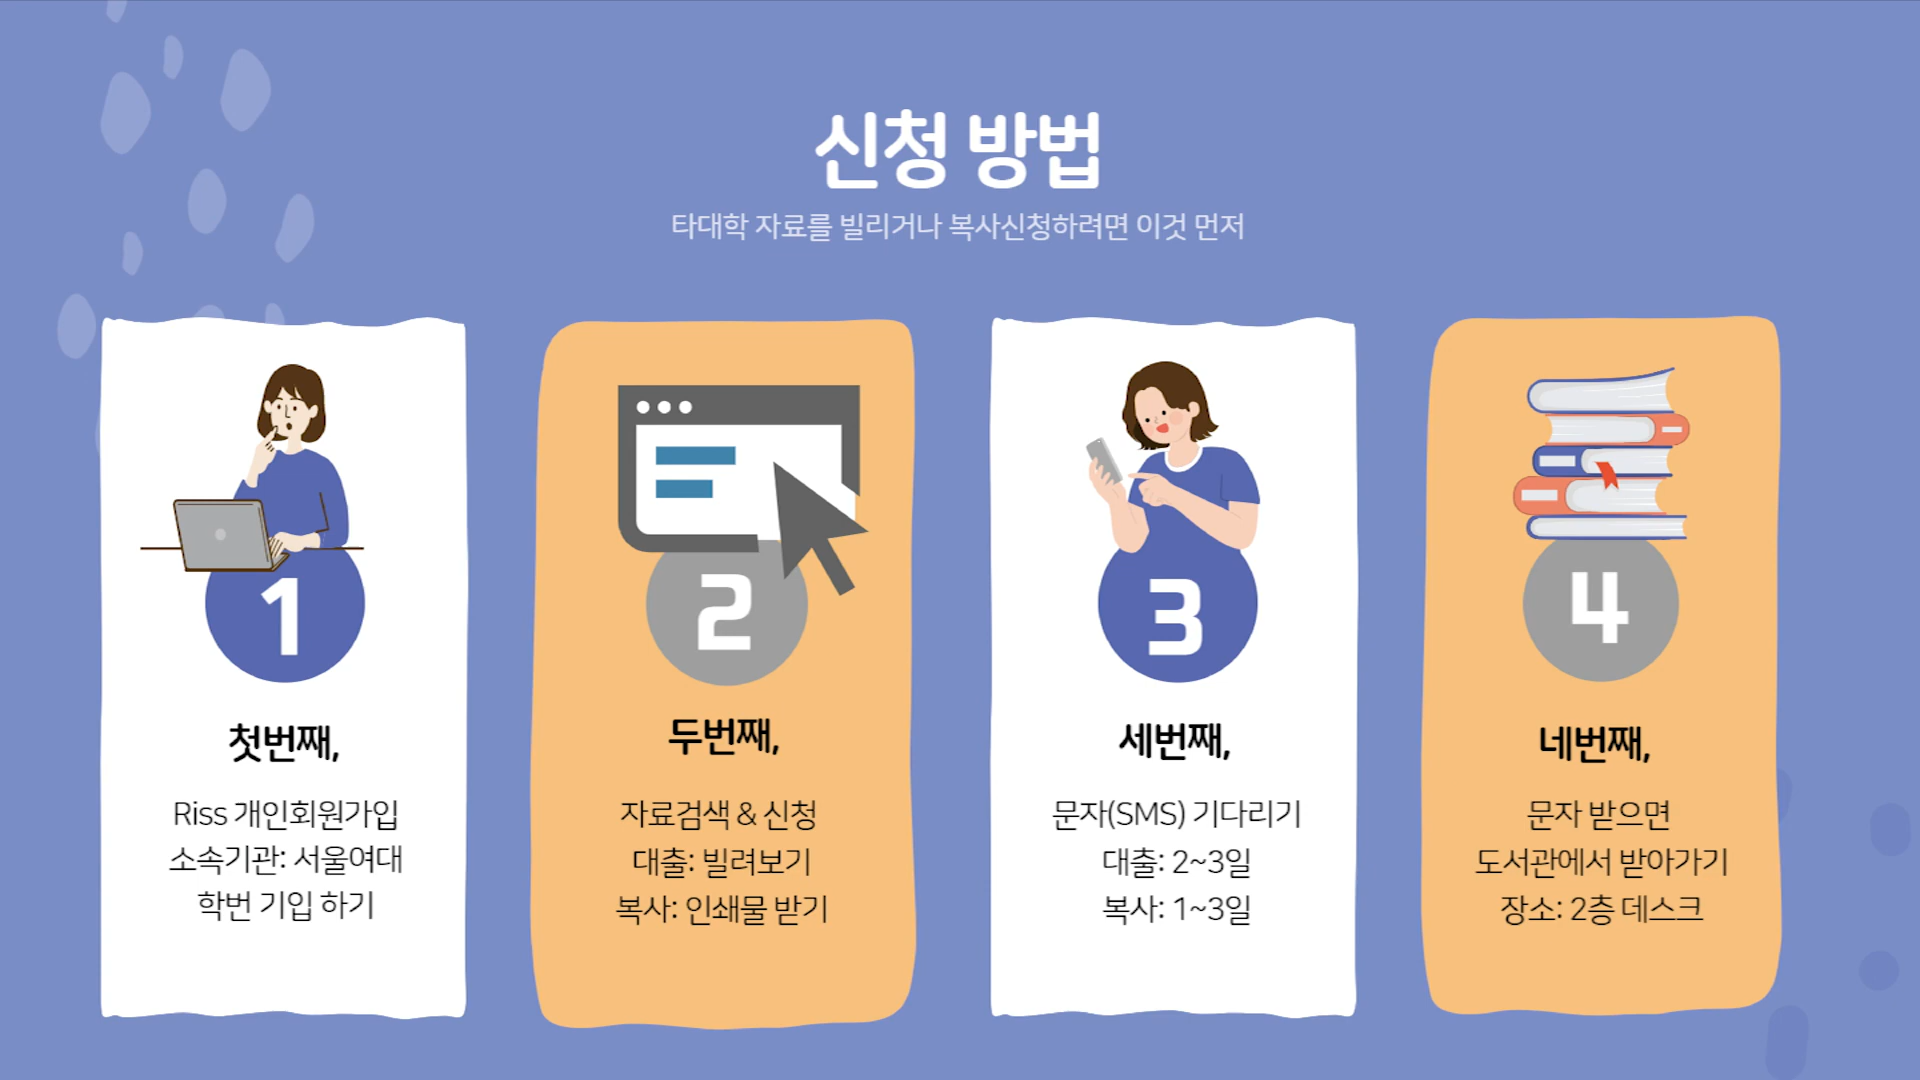 신청 방법
타대학 자료를 빌리거나 복사신청하려면 이것 먼저
1
첫번째,
Riss 개인회원가입
소속기관: 서울여대
학번 기입 하기
2
두번째,
자료검색 & 신청
대출: 빌려보기
복사: 인쇄물 받기
3
세번째,
문자(SMS) 기다리기
대출: 2~3일
복사: 1~3일
4
네번째,
문자 받으면
도서관에서 받아가기
장소: 2층 데스크